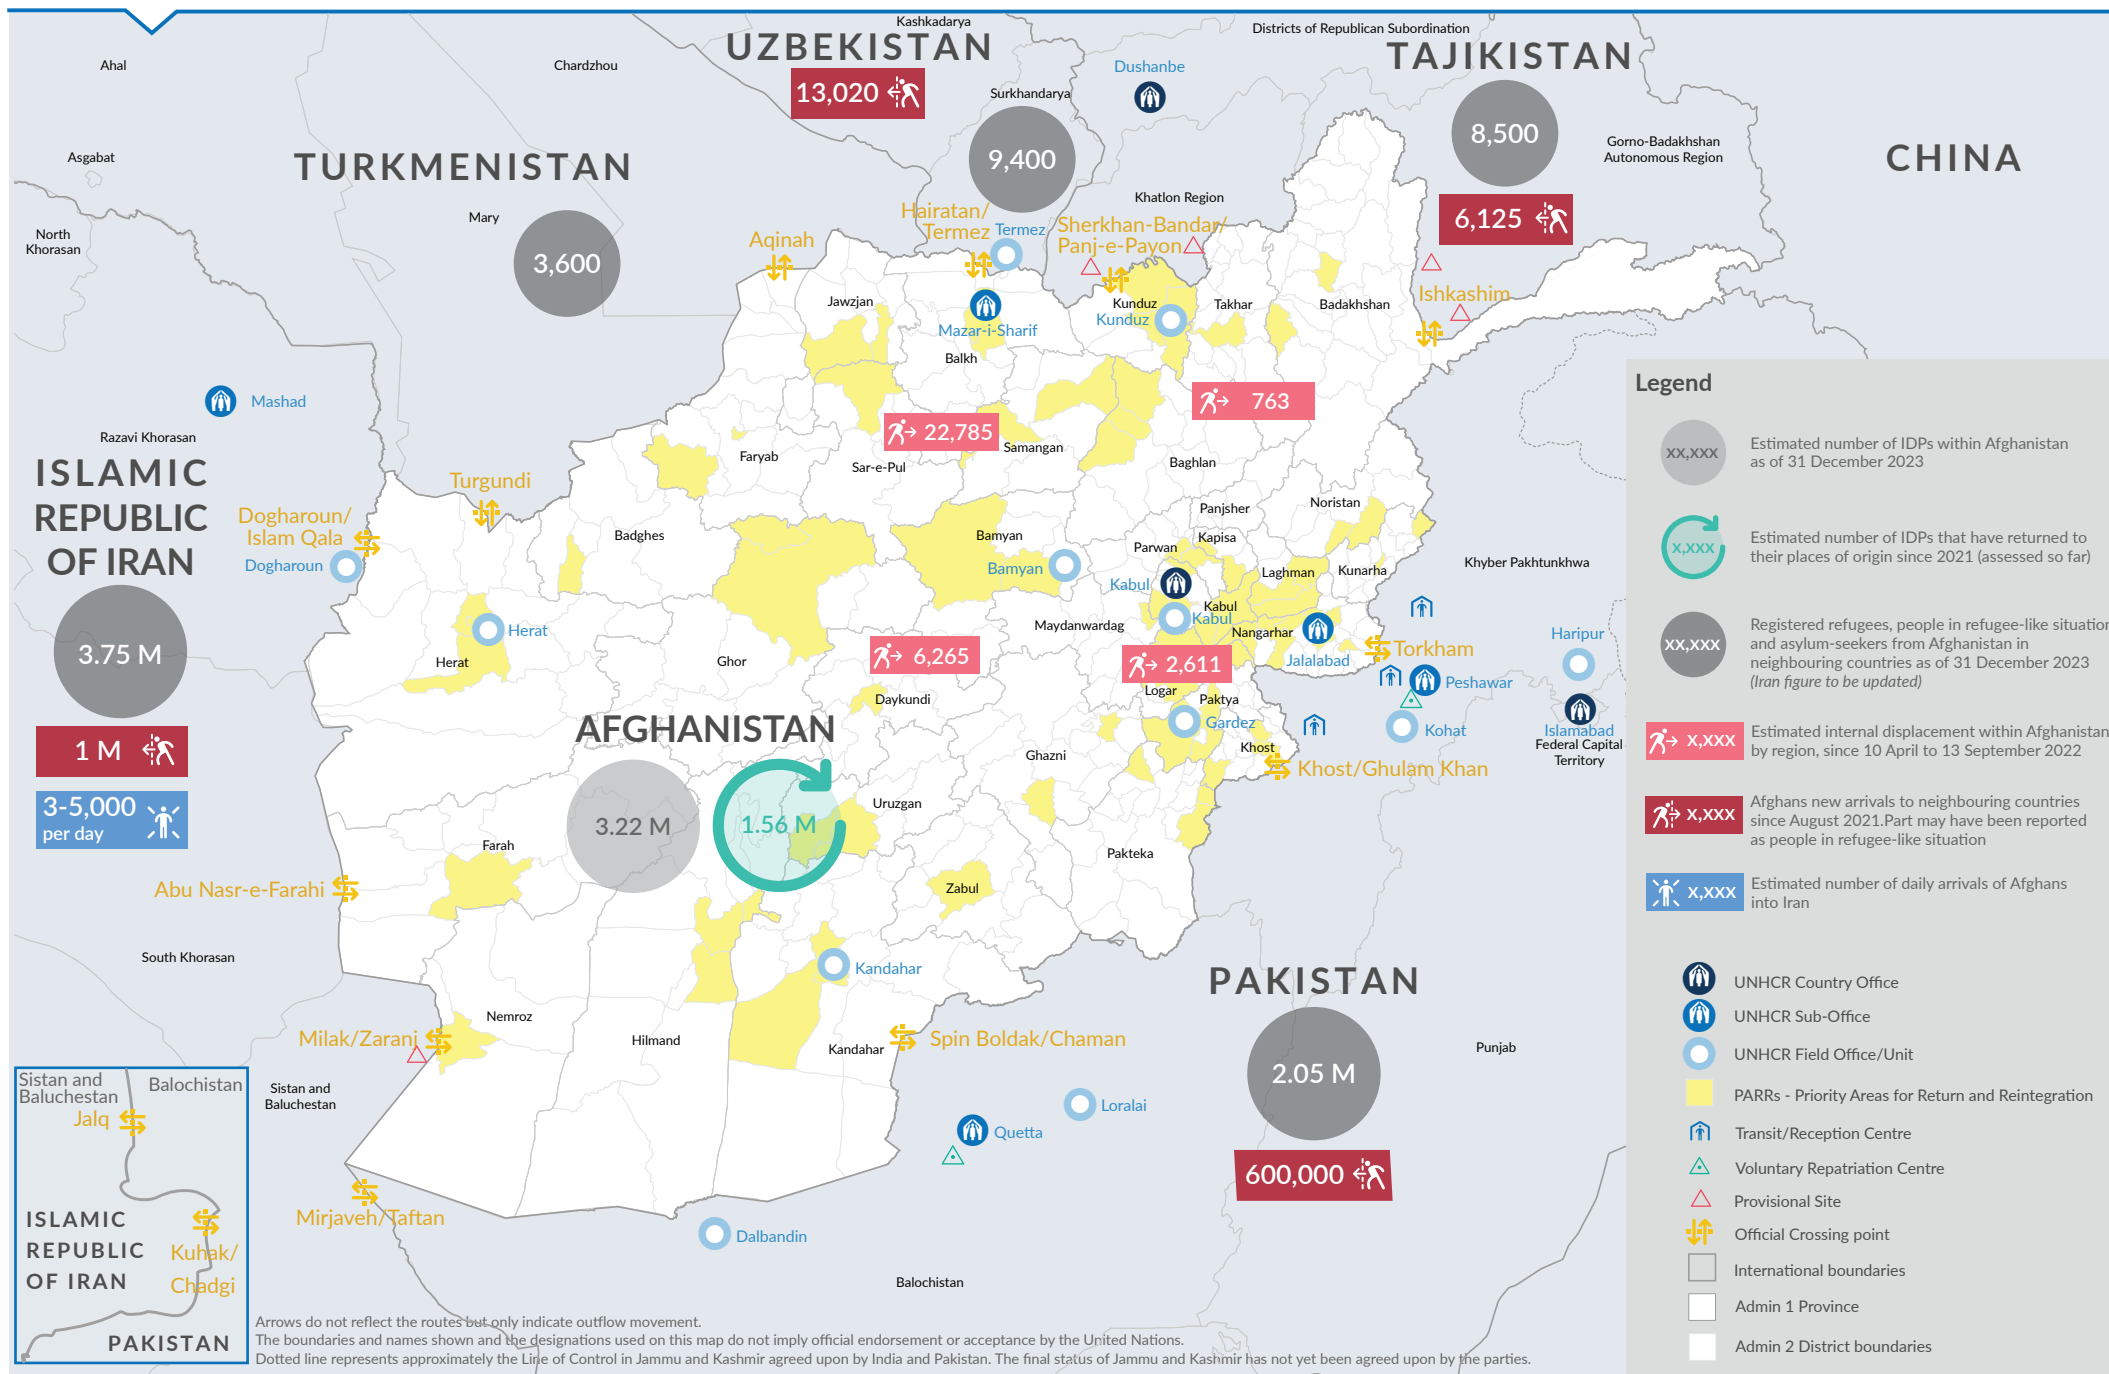 Kashkadarya
UZBEKISTAN
13,020
Districts of Republican Subordination
TAJIKISTAN
Ahal
Chardzhou
Dushanbe
Surkhandarya
9,400
8,500
Gorno-Badakhshan
Autonomous Region
CHINA
Asgabat
TURKMENISTAN
Mary
3,600
Khatlon Region
6,125
North
Khorasan
Aqinah
Hairatan/
Termez
Termez
Sherkhan-Bandar/
Panj-e-Payon
Ishkashim
Jawzjan
Mazar-i-Sharif
Balkh
Kunduz
Kunduz
Takhar
Badakhshan
Mashad
Razavi Khorasan
ISLAMIC
REPUBLIC
OF IRAN
3.75 M
1 M
3-5,000
per day
763
22,785
Samangan
Faryab
Sar-e-Pul
Baghlan
Turgundi
Dogharoun/
Islam Qala
Dogharoun
Badghes
Bamyan
Bamyan
Panjsher
Noristan
Parwan
Kapisa
Laghman
Kunarha
Khyber Pakhtunkhwa
Kabul
Kabul
Kabul
Nangarhar
Jalalabad
Torkham
Haripur
Herat
Herat
Ghor
Maydanwardag
6,265
2,611
Peshawar
Daykundi
Logar
Paktya
Gardez
Kohat
Islamabad
Federal Capital
Territory
AFGHANISTAN
3.22 M
1.56 M
Ghazni
Khost
Khost/Ghulam Khan
Uruzgan
Farah
Pakteka
Abu Nasr-e-Farahi
Zabul
South Khorasan
Kandahar
PAKISTAN
2.05 M
600,000
Nemroz
Milak/Zaranj
Hilmand
Kandahar
Spin Boldak/Chaman
Punjab
Sistan and
Baluchestan
Loralai
Quetta
Mirjaveh/Taftan
Dalbandin
Balochistan
Sistan and
Baluchestan
Balochistan
Jalq
ISLAMIC
REPUBLIC
OF IRAN
Kuhak/
Chadgi
PAKISTAN
Arrows do not reflect the routes but only indicate outflow movement.
The boundaries and names shown and the designations used on this map do not imply official endorsement or acceptance by the United Nations.
Dotted line represents approximately the Line of Control in Jammu and Kashmir agreed upon by India and Pakistan. The final status of Jammu and Kashmir has not yet been agreed upon by the parties.
Legend
XX,XXX
Estimated number of IDPs within Afghanistan
as of 31 December 2023
X,XXX
Estimated number of IDPs that have returned to
their places of origin since 2021 (assessed so far)
XX,XXX
Registered refugees, people in refugee-like situation
and asylum-seekers from Afghanistan in
neighbouring countries as of 31 December 2023
(Iran figure to be updated)
X,XXX
Estimated internal displacement within Afghanistan
by region, since 10 April to 13 September 2022
X,XXX
Afghans new arrivals to neighbouring countries
since August 2021.Part may have been reported
as people in refugee-like situation
X,XXX
Estimated number of daily arrivals of Afghans
into Iran
UNHCR Country Office
UNHCR Sub-Office
UNHCR Field Office/Unit
PARRs - Priority Areas for Return and Reintegration
Transit/Reception Centre
Voluntary Repatriation Centre
Provisional Site
Official Crossing point
International boundaries
Admin 1 Province
Admin 2 District boundaries